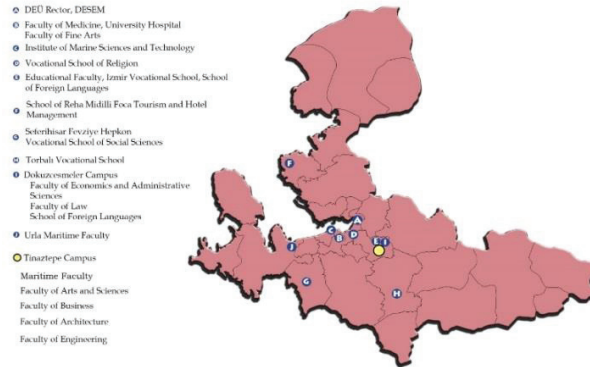 A DEÜ Rector, DESEM
B Faculty of Medicine, University Hospital
Faculty of Fine Arts
C Institute of Marine Sciences and Technology
D Vocational School of Religion
E Educational Faculty, Izmir Vocational School, School
of Foreign Languages
F School of Reha Midilli Foca Tourism and Hotel
Management
G Seferihisar Fevziye Hepkon
Vocational School of Social Sciences
H Torbalı Vocational School
I Dokuzcesmeler Campus
Faculty of Economics and Administrative
Sciences
Faculty of Law
School of Foreign Languages
J Urla Maritime Faculty
Tinaztepe Campus
Maritime Faculty
Faculty of Arts and Sciences
Faculty of Business
Faculty of Architecture
Faculty of Engineering
F
A
C
B
D
E
I
J
G
H